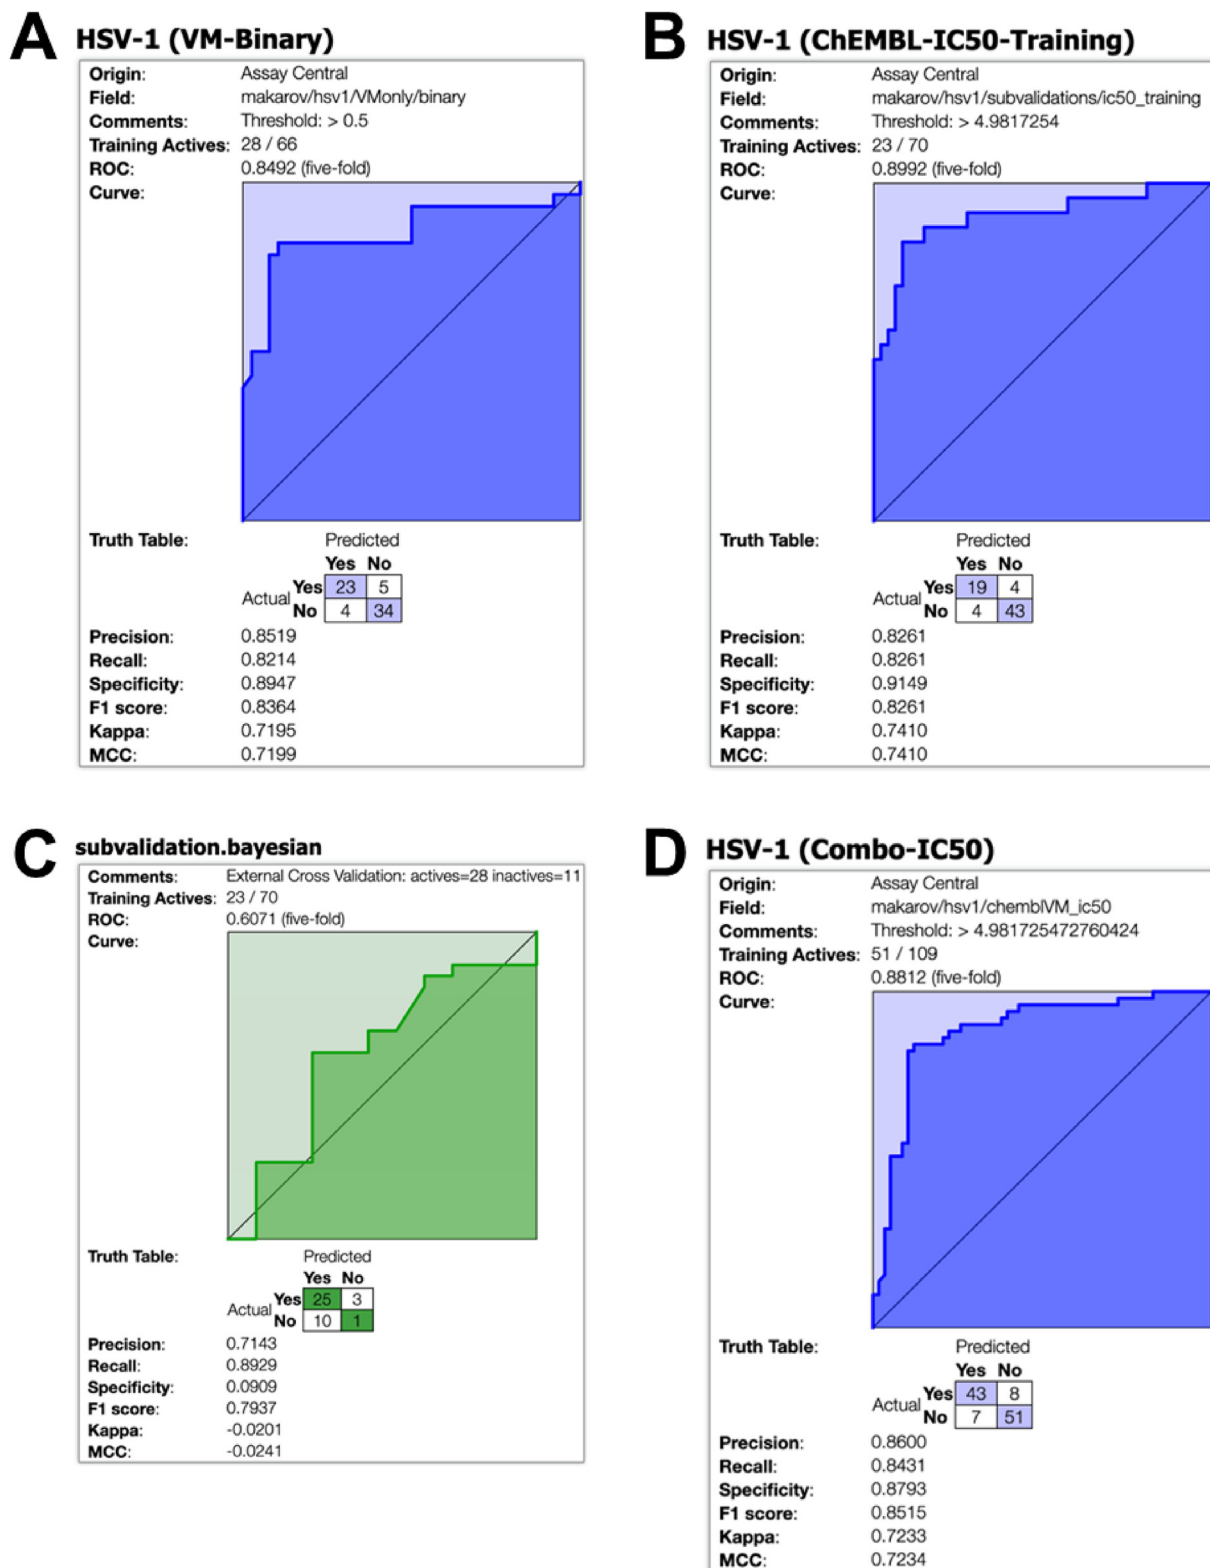 A HSV-1 (VM-Binary)
Origin: Assay Central
Field: makarov/hsv1/VMonly/binary
Comments: Threshold: > 0.5
Training Actives: 28 / 66
ROC: 0.8492 (five-fold)
Curve:
Truth Table: Predicted
Yes No
Actual Yes 23 5
No 4 34
Precision: 0.8519
Recall: 0.8214
Specificity: 0.8947
F1 score: 0.8364
Kappa: 0.7195
MCC: 0.7199
B HSV-1 (ChEMBL-IC50-Training)
Origin: Assay Central
Field: makarov/hsv1/subvalidations/ic50_training
Comments: Threshold: > 4.9817254
Training Actives: 23 / 70
ROC: 0.8992 (five-fold)
Curve:
Truth Table: Predicted
Yes No
Actual Yes 19 4
No 4 43
Precision: 0.8261
Recall: 0.8261
Specificity: 0.9149
F1 score: 0.8261
Kappa: 0.7410
MCC: 0.7410
C subvalidation.bayesian
Comments: External Cross Validation: actives=28 inactives=11
Training Actives: 23 / 70
ROC: 0.6071 (five-fold)
Curve:
Truth Table: Predicted
Yes No
Actual Yes 25 3
No 10 1
Precision: 0.7143
Recall: 0.8929
Specificity: 0.0909
F1 score: 0.7937
Kappa: -0.0201
MCC: -0.0241
D HSV-1 (Combo-IC50)
Origin: Assay Central
Field: makarov/hsv1/chemblVM_ic50
Comments: Threshold: > 4.981725472760424
Training Actives: 51 / 109
ROC: 0.8812 (five-fold)
Curve:
Truth Table: Predicted
Yes No
Actual Yes 43 8
No 7 51
Precision: 0.8600
Recall: 0.8431
Specificity: 0.8793
F1 score: 0.8515
Kappa: 0.7233
MCC: 0.7234